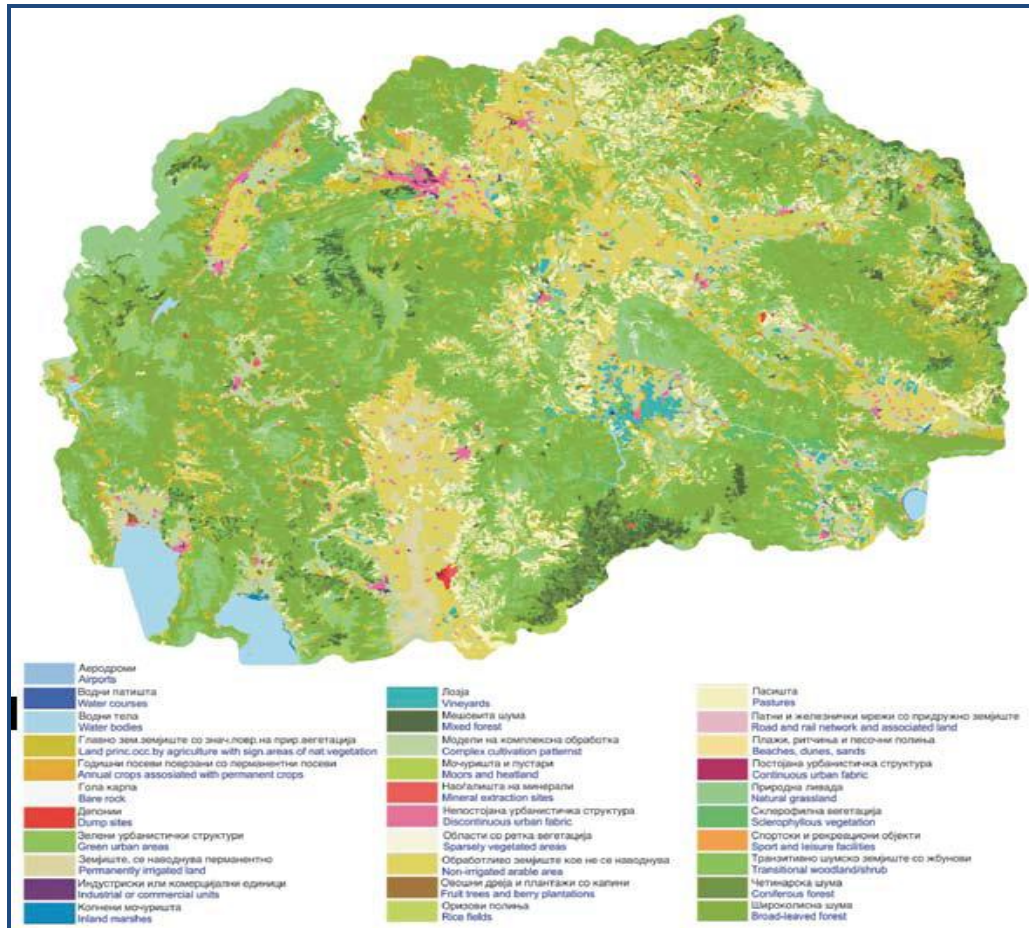 Аеродроми
Airports
Водни патишта
Water courses
Водни тела
Water bodies
Главно зем.земјиште со знач.повр.на прир.вегетација
Land princ.occ.by agriculture with sign.areas of nat.vegetation
Годишни посеви поврзани со перманентни посеви
Annual crops assosiated with permanent crops
Гола карпа
Bare rock
Депонии
Dump sites
Зелени урбанистички структури
Green urban areas
Земјиште, се наводнува перманентно
Permanently irrigated land
Индустриски или комерцијални единици
Industrial or commercial units
Копнени мочуришта
Inland marshes
Лозја
Vineyards
Мешовита шума
Mixed forest
Модели на комплексна обработка
Complex cultivation patternst
Мочуришта и пустари
Moors and heatland
Наоѓалишта на минерали
Mineral extraction sites
Непостојана урбанистичка структура
Discontinuous urban fabric
Области со ретка вегетација
Sparsely vegetated areas
Обработливо земјиште кое не се наводнува
Non-irrigated arable area
Овошни дреја и плантажи со капини
Fruit trees and berry plantations
Оризови полиња
Rice fields
Пасишта
Pastures
Патни и железнички мрежи со придружно земјиште
Road and rail network and associated land
Плажи, ритчиња и песочни полиња
Beaches, dunes, sands
Постојана урбанистичка структура
Continuous urban fabric
Природна ливада
Natural grassland
Склерофилна вегетација
Sclerophyllous vegetation
Спортски и рекреациони објекти
Sport and leisure facilities
Транзитивно шумско земјиште со жбунови
Transitional woodland/shrub
Четинарска шума
Coniferous forest
Широколисна шума
Broad-leaved forest